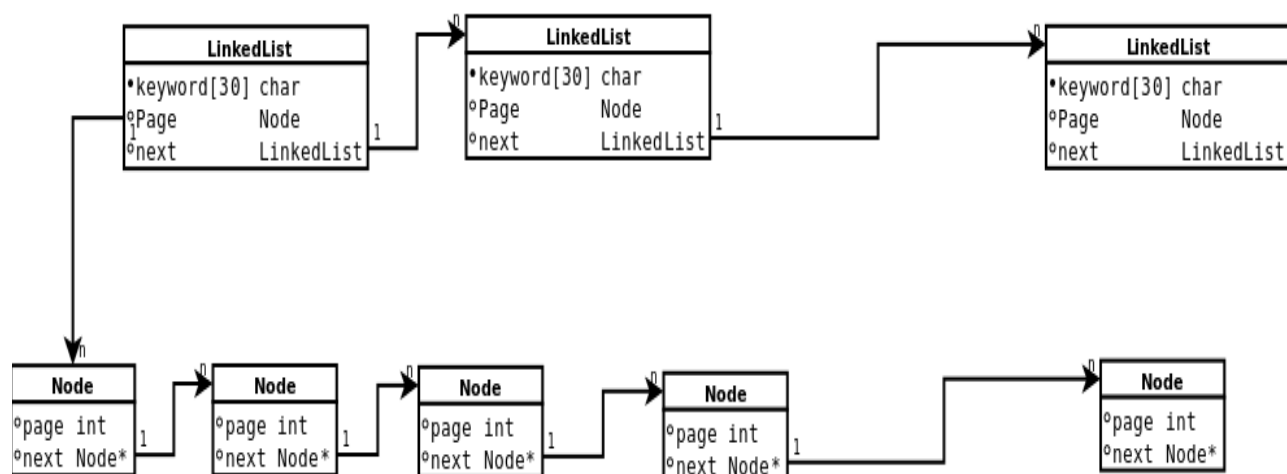 LinkedList
•keyword[30] char
Page Node
next LinkedList
1
1
n
LinkedList
•keyword[30] char
Page Node
next LinkedList
1
n
LinkedList
•keyword[30] char
Page Node
next LinkedList
n
Node
page int
next Node*
1
n
Node
page int
next Node*
1
n
Node
page int
next Node*
1
n
Node
page int
next Node*
1
n
Node
page int
next Node*